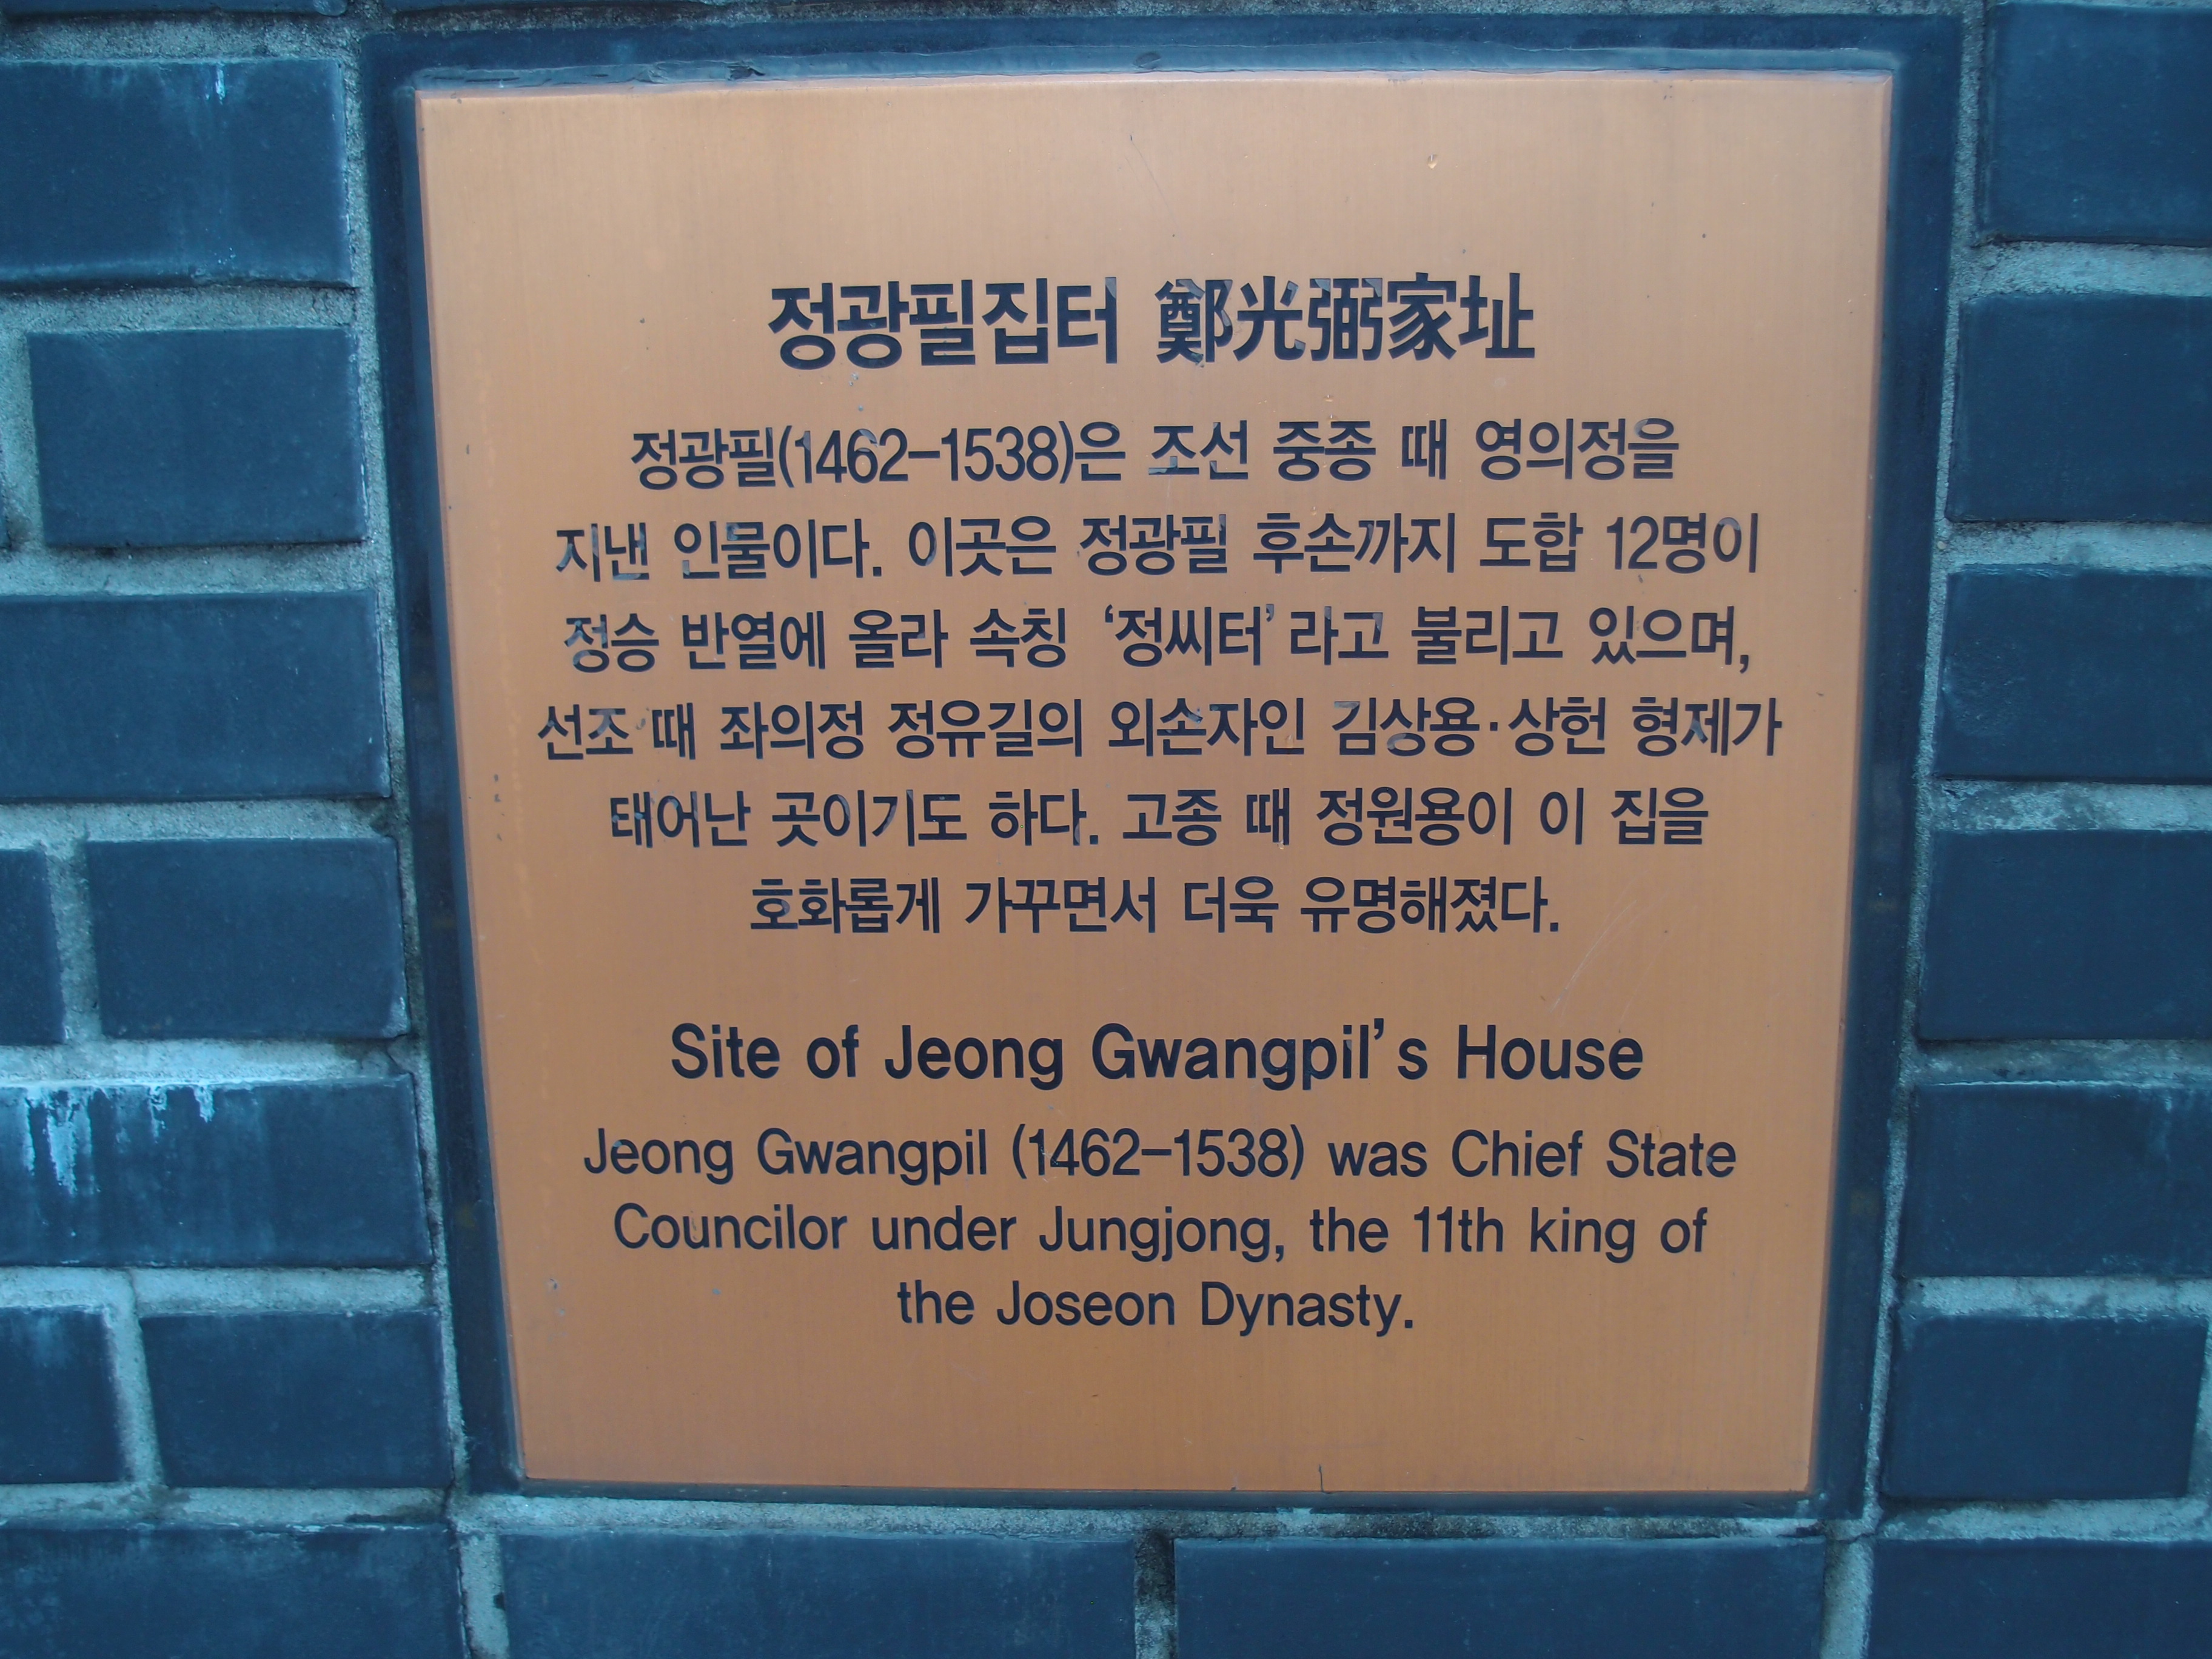 정광필집터 鄭光弼家址
정광필(1462-1538)은 조선 중종 때 영의정을
지낸 인물이다. 이곳은 정광필 후손까지 도합 12명이
정승 반열에 올라 속칭 ‘정씨터’라고 불리고 있으며,
선조 때 좌의정 정유길의 외손자인 김상용·상헌 형제가
태어난 곳이기도 하다. 고종 때 정원용이 이 집을
호화롭게 가꾸면서 더욱 유명해졌다.
Site of Jeong Gwangpil’s House
Jeong Gwangpil (1462-1538) was Chief State
Councilor under Jungjong, the 11th king of
the Joseon Dynasty.